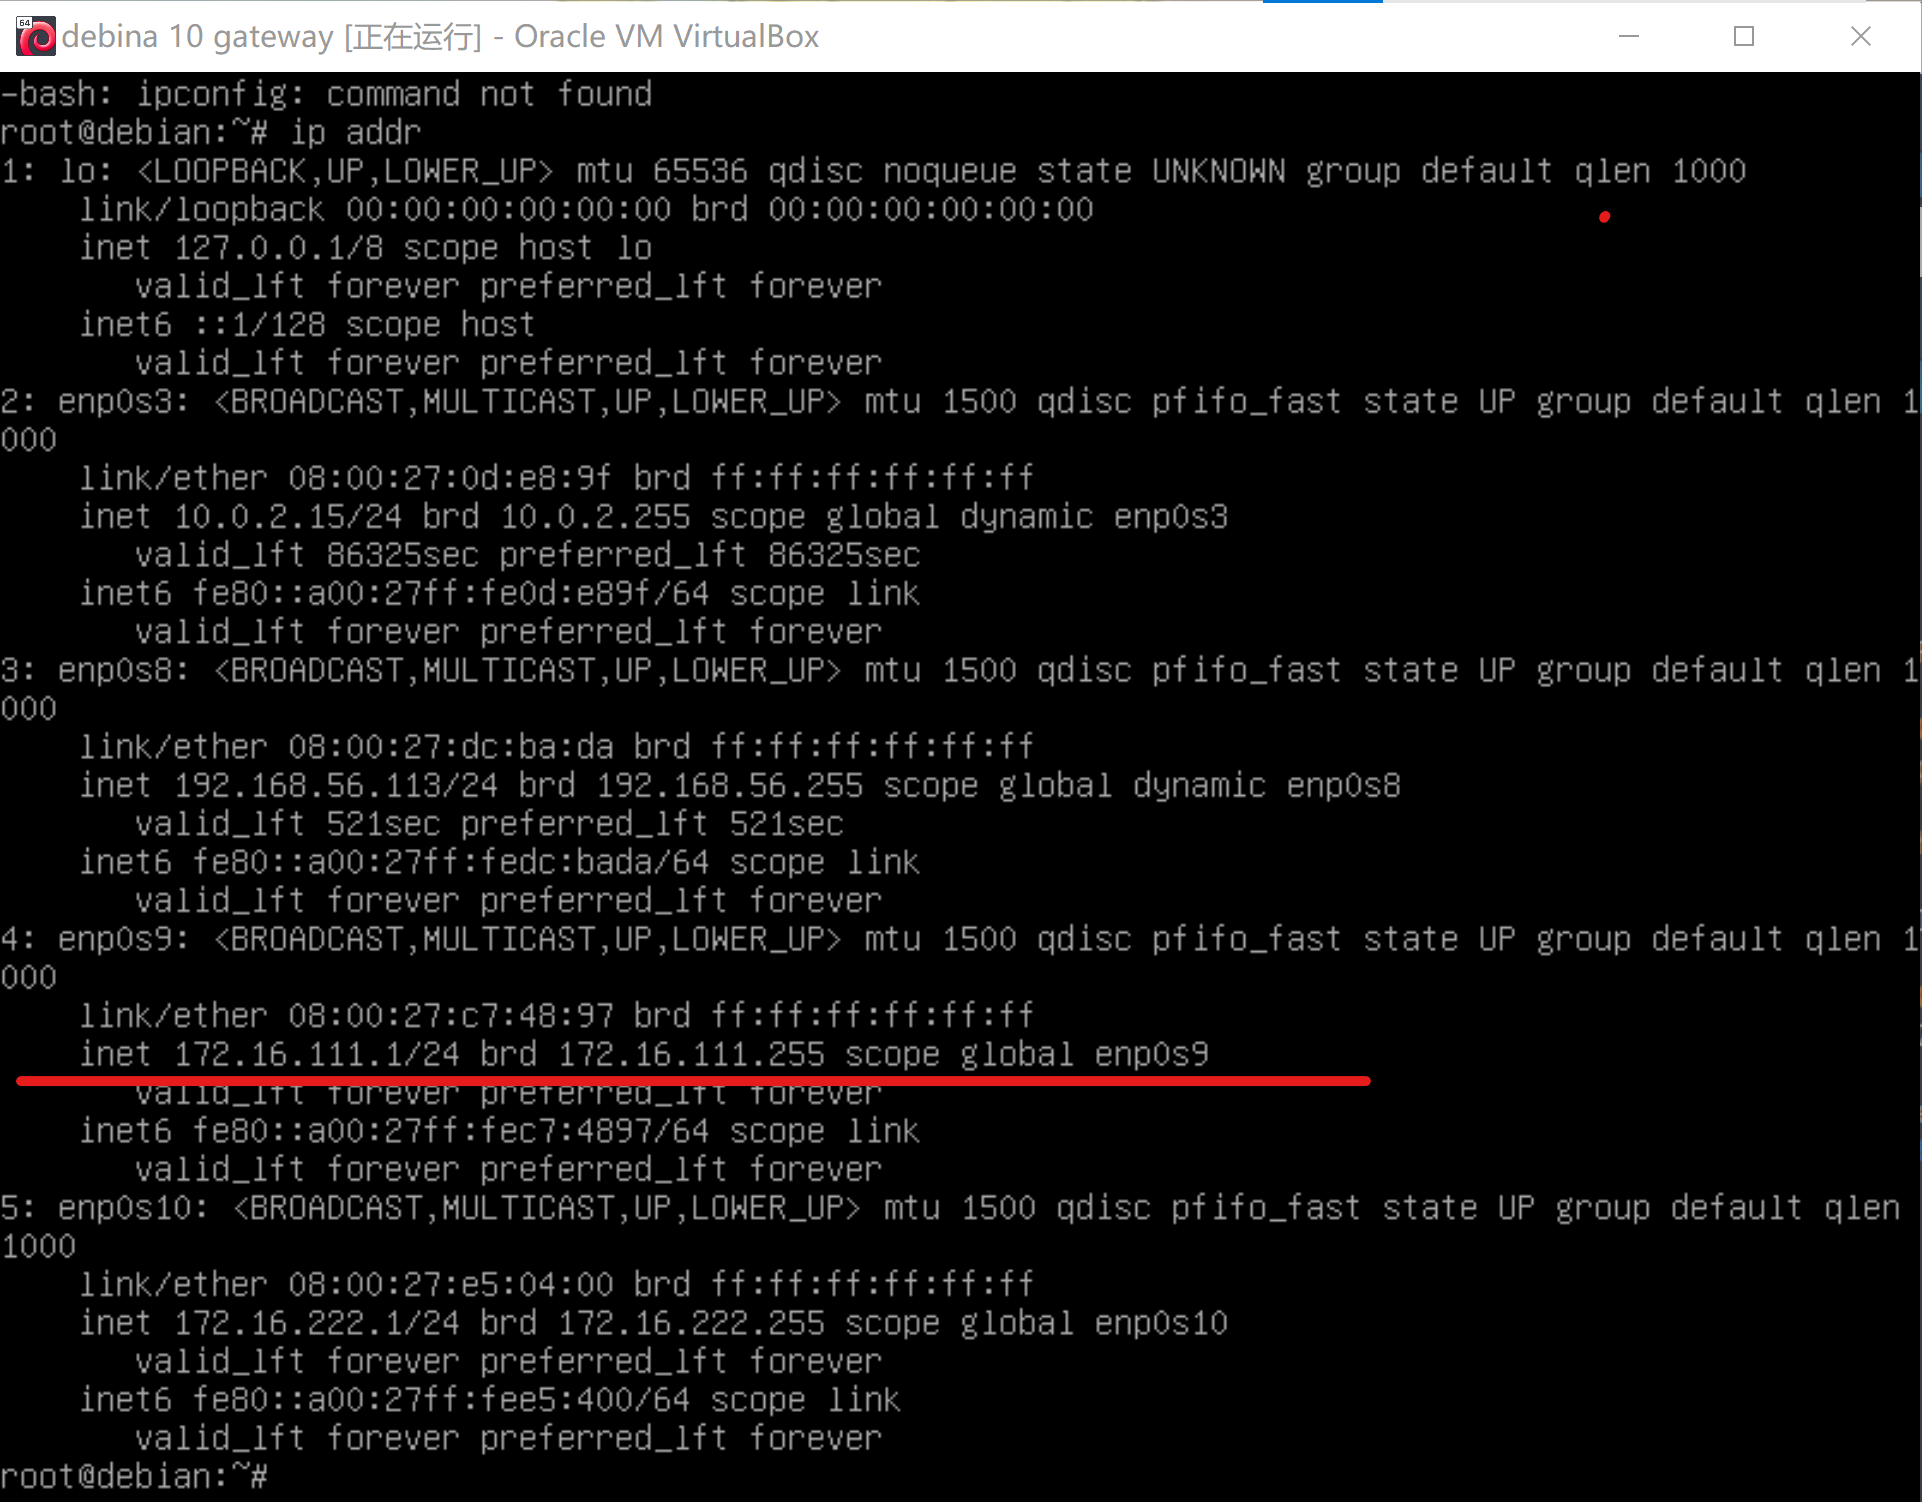 64
debina 10 gateway [正在运行] - Oracle VM VirtualBox
-bash: ipconfig: command not found
root@debian:~# ip addr
1: lo: <LOOPBACK,UP,LOWER_UP> mtu 65536 qdisc noqueue state UNKNOWN group default qlen 1000
    link/loopback 00:00:00:00:00:00 brd 00:00:00:00:00:00
    inet 127.0.0.1/8 scope host lo
       valid_lft forever preferred_lft forever
    inet6 ::1/128 scope host
       valid_lft forever preferred_lft forever
2: enp0s3: <BROADCAST,MULTICAST,UP,LOWER_UP> mtu 1500 qdisc pfifo_fast state UP group default qlen 1
000
    link/ether 08:00:27:0d:e8:9f brd ff:ff:ff:ff:ff:ff
    inet 10.0.2.15/24 brd 10.0.2.255 scope global dynamic enp0s3
       valid_lft 86325sec preferred_lft 86325sec
    inet6 fe80::a00:27ff:fe0d:e89f/64 scope link
       valid_lft forever preferred_lft forever
3: enp0s8: <BROADCAST,MULTICAST,UP,LOWER_UP> mtu 1500 qdisc pfifo_fast state UP group default qlen 1
000
    link/ether 08:00:27:dc:ba:da brd ff:ff:ff:ff:ff:ff
    inet 192.168.56.113/24 brd 192.168.56.255 scope global dynamic enp0s8
       valid_lft 521sec preferred_lft 521sec
    inet6 fe80::a00:27ff:fedc:bada/64 scope link
       valid_lft forever preferred_lft forever
4: enp0s9: <BROADCAST,MULTICAST,UP,LOWER_UP> mtu 1500 qdisc pfifo_fast state UP group default qlen 1
000
    link/ether 08:00:27:c7:48:97 brd ff:ff:ff:ff:ff:ff
    inet 172.16.111.1/24 brd 172.16.111.255 scope global enp0s9
       valid_lft forever preferred_lft forever
    inet6 fe80::a00:27ff:fec7:4897/64 scope link
       valid_lft forever preferred_lft forever
5: enp0s10: <BROADCAST,MULTICAST,UP,LOWER_UP> mtu 1500 qdisc pfifo_fast state UP group default qlen
1000
    link/ether 08:00:27:e5:04:00 brd ff:ff:ff:ff:ff:ff
    inet 172.16.222.1/24 brd 172.16.222.255 scope global enp0s10
       valid_lft forever preferred_lft forever
    inet6 fe80::a00:27ff:fee5:400/64 scope link
       valid_lft forever preferred_lft forever
root@debian:~#